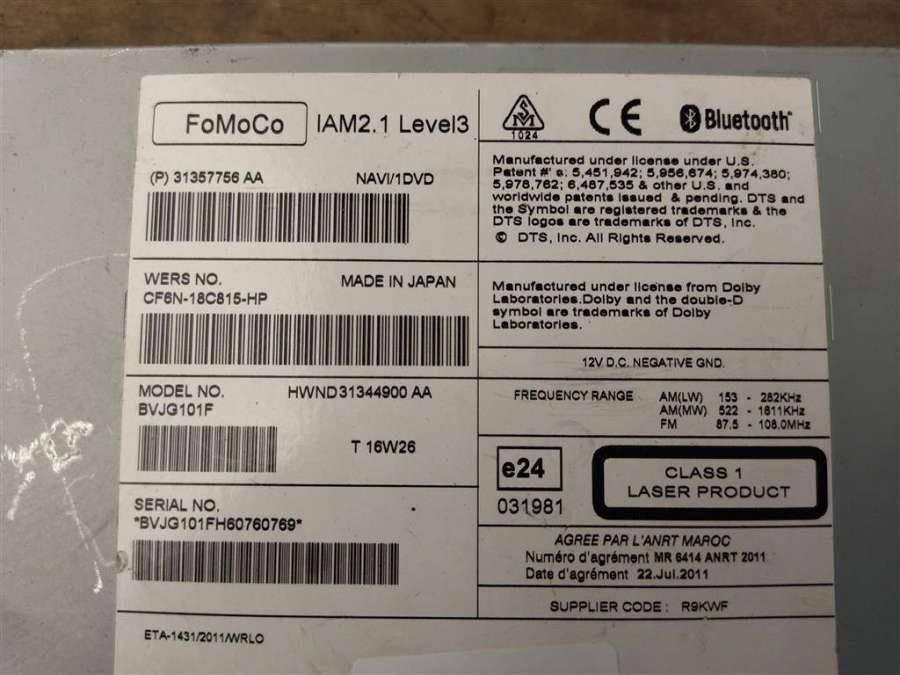 FoMoCo IAM2.1 Level3
(P) 31357756 AA NAVI/1DVD
WERS NO. MADE IN JAPAN
CF6N-18C815-HP
MODEL NO. HWND31344900 AA
BVJG101F
T 16W26
SERIAL NO.
*BVJG101FH60760769*
ETA-1431/2011/WRLO
SM
1024
CE
Bluetooth
Manufactured under license under U.S.
Patent #' s: 5,451,942; 5,956,674; 5,974,380;
5,978,762; 6,487,535 & other U.S. and
worldwide patents issued & pending. DTS and
the Symbol are registered trademarks & the
DTS logos are trademarks of DTS, Inc.
© DTS, Inc. All Rights Reserved.
Manufactured under license from Dolby
Laboratories.Dolby and the double-D
symbol are trademarks of Dolby
Laboratories.
12V D.C. NEGATIVE GND.
FREQUENCY RANGE AM(LW) 153 - 282KHz
AM(MW) 522 - 1611KHz
FM 87.5 - 108.0MHz
e24
031981
CLASS 1
LASER PRODUCT
AGREE PAR L'ANRT MAROC
Numéro d'agrément MR 6414 ANRT 2011
Date d'agrément 22.Jul.2011
SUPPLIER CODE : R9KWF